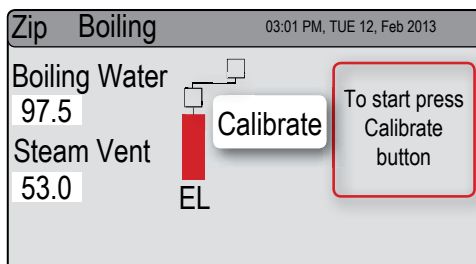 Zip Boiling
03:01 PM, TUE 12, Feb 2013
Boiling Water
97.5
Steam Vent
53.0
EL
Calibrate
To start press
Calibrate
button